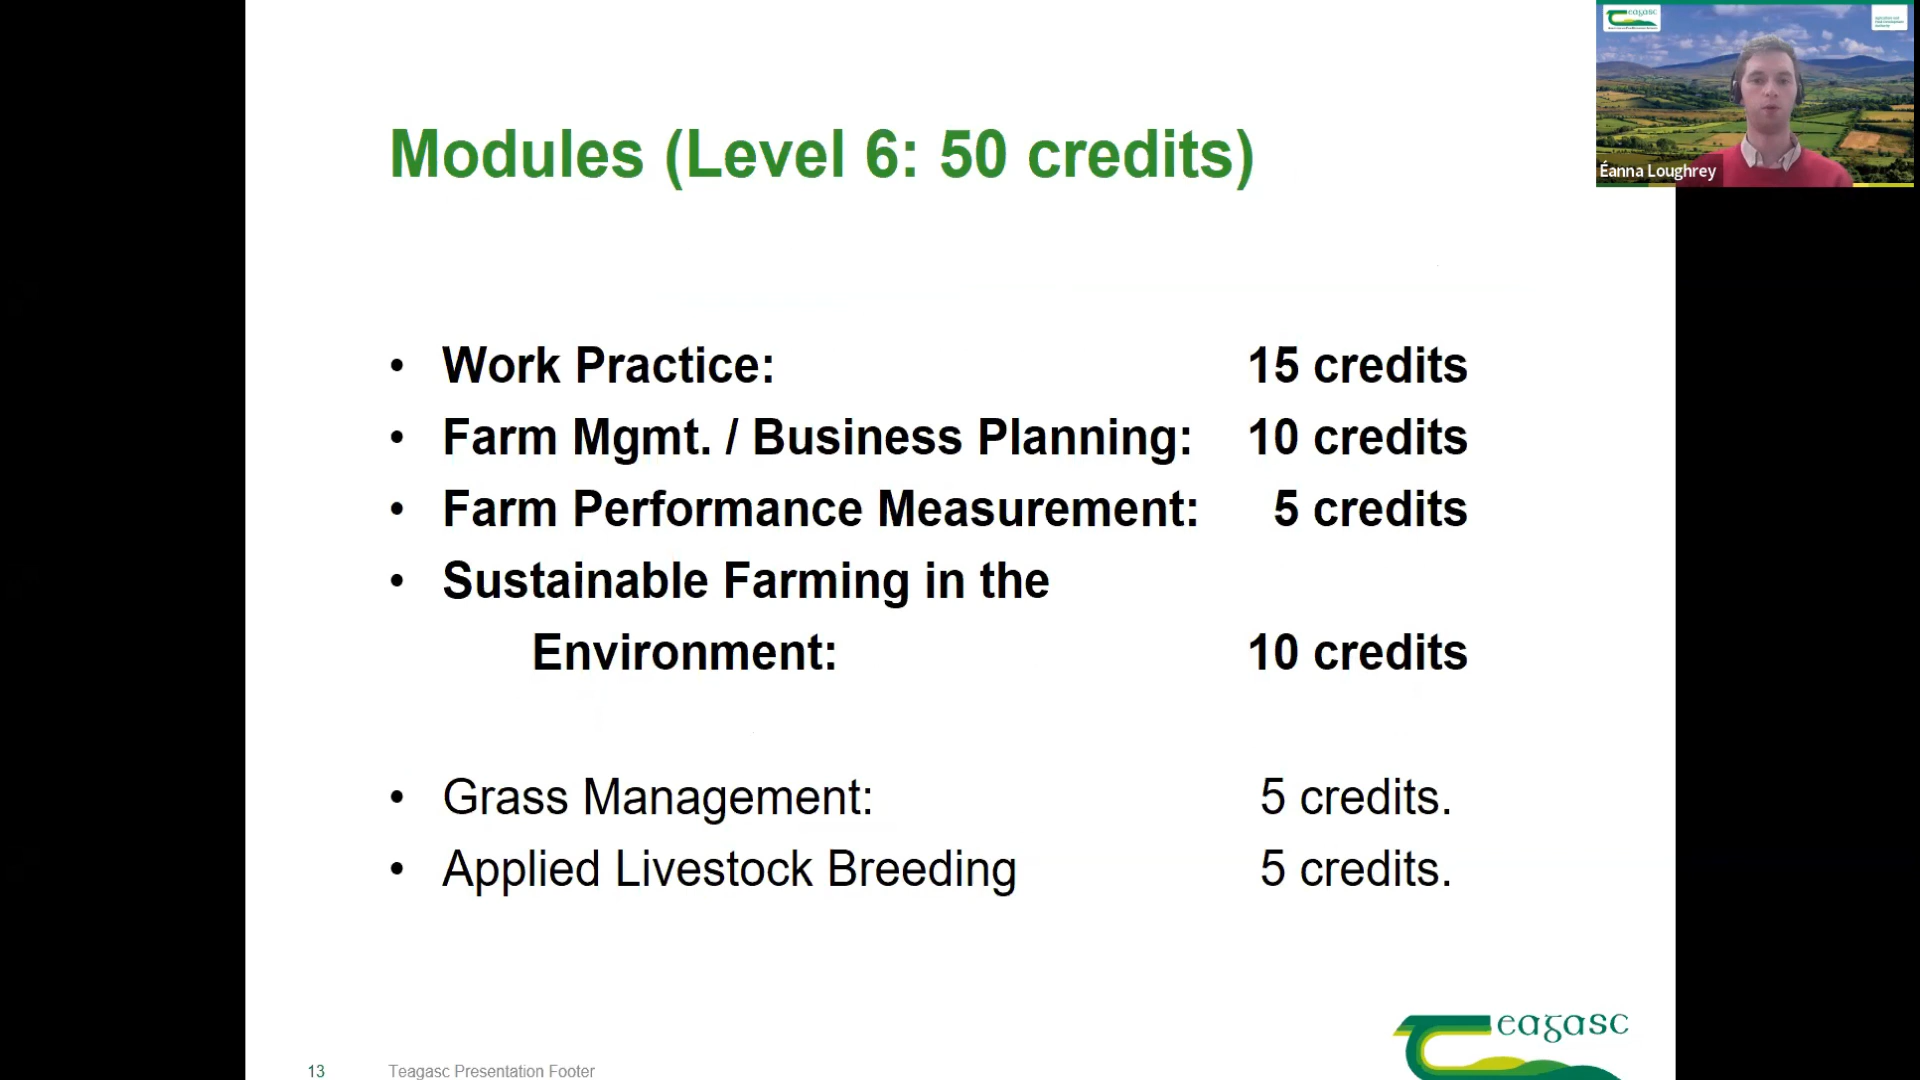 eagasc
Éanna Loughrey
Modules (Level 6: 50 credits)
• Work Practice: 15 credits
• Farm Mgmt. / Business Planning: 10 credits
• Farm Performance Measurement: 5 credits
• Sustainable Farming in the
Environment: 10 credits
• Grass Management: 5 credits.
• Applied Livestock Breeding 5 credits.
13 Teagasc Presentation Footer
Teagasc